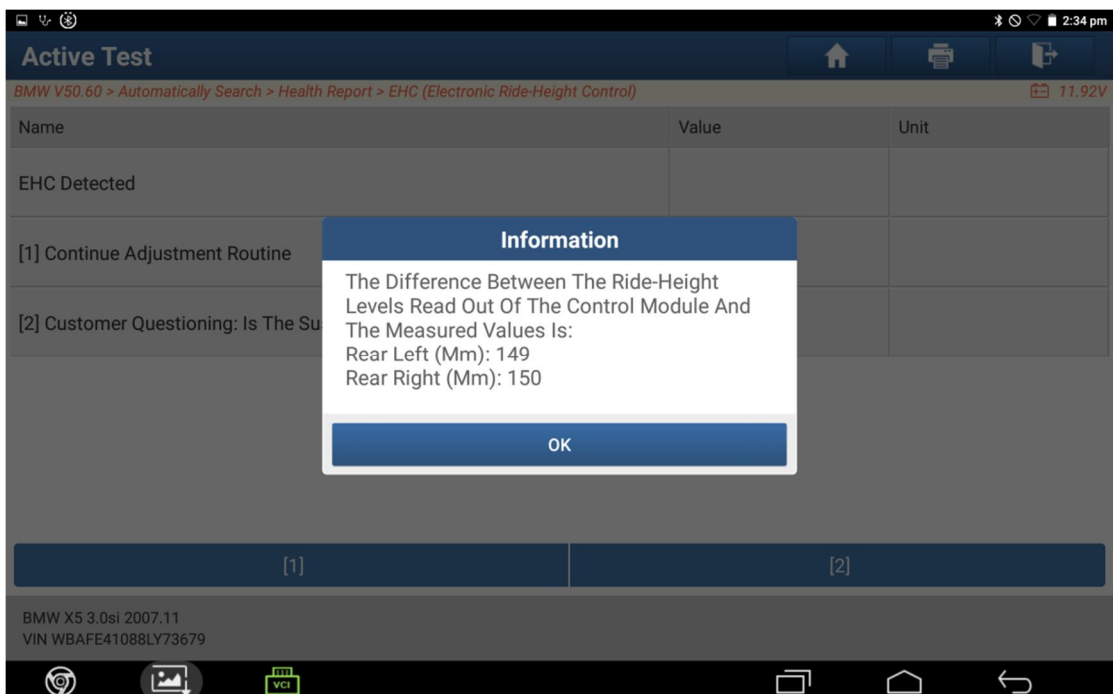 2:34 pm
Active Test
BMW V50.60 > Automatically Search > Health Report > EHC (Electronic Ride-Height Control)
11.92V
Name
Value
Unit
EHC Detected
[1] Continue Adjustment Routine
[2] Customer Questioning: Is The Su
Information
The Difference Between The Ride-Height
Levels Read Out Of The Control Module And
The Measured Values Is:
Rear Left (Mm): 149
Rear Right (Mm): 150
OK
[1]
[2]
BMW X5 3.0si 2007.11
VIN WBAFE41088LY73679
VCI